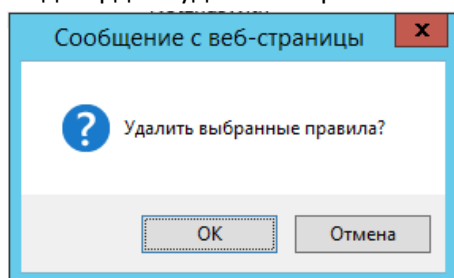 Сообщение с веб-страницы
x
Удалить выбранные правила?
OK
Отмена